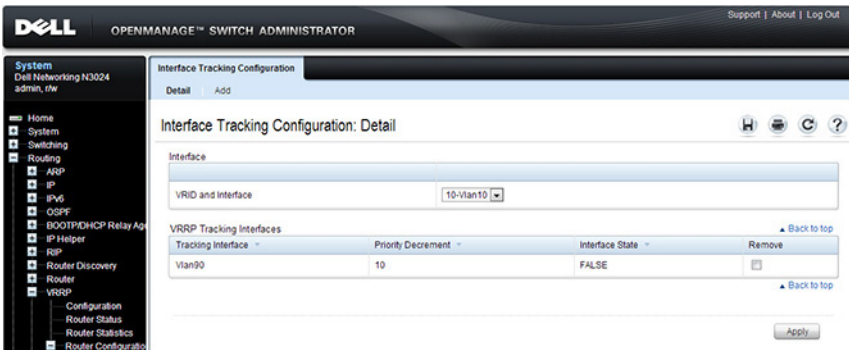 Support | About | Log Out
DELL OPENMANAGE™ SWITCH ADMINISTRATOR
System
Dell Networking N3024
admin, r/w
Home
System
Switching
Routing
ARP
IP
IPv6
OSPF
BOOTP/DHCP Relay Age
IP Helper
RIP
Router Discovery
Router
VRRP
Configuration
Router Status
Router Statistics
Router Configuratio
Interface Tracking Configuration
Detail Add
Interface Tracking Configuration: Detail
Interface
VRID and Interface 10-Vlan10
VRRP Tracking Interfaces Back to top
Tracking Interface Priority Decrement Interface State Remove
Vlan90 10 FALSE
Back to top
Apply